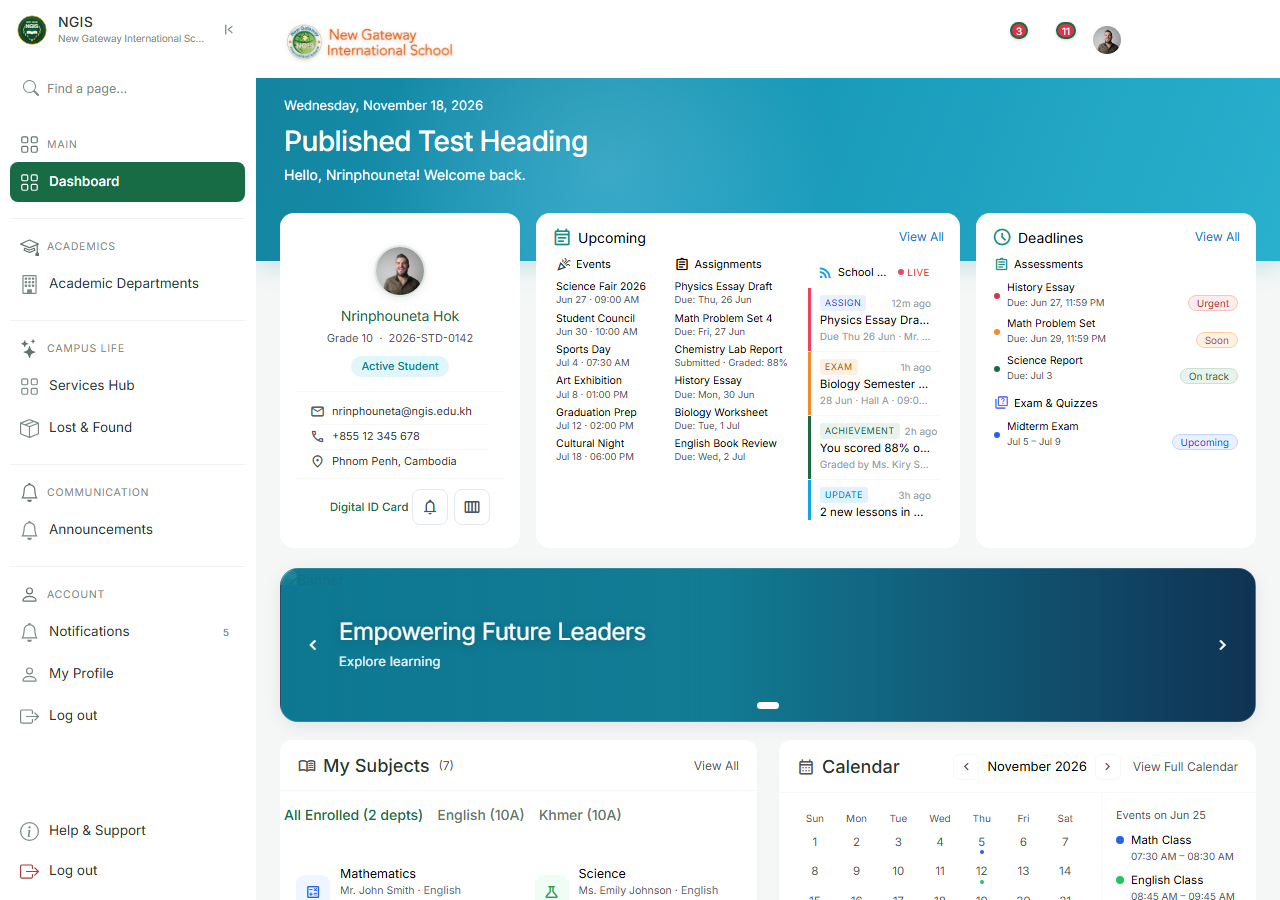 NGIS
New Gateway International Sc...
Find a page...
MAIN
Dashboard
ACADEMICS
Academic Departments
CAMPUS LIFE
Services Hub
Lost & Found
COMMUNICATION
Announcements
ACCOUNT
Notifications 5
My Profile
Log out
Help & Support
Log out
New Gateway
International School
3
11
Wednesday, November 18, 2026
Published Test Heading
Hello, Nrinphouneta! Welcome back.
Nrinphouneta Hok
Grade 10 · 2026-STD-0142
Active Student
nrinphouneta@ngis.edu.kh
+855 12 345 678
Phnom Penh, Cambodia
Digital ID Card
Upcoming
View All
Events
Science Fair 2026
Jun 27 · 09:00 AM
Student Council
Jun 30 · 10:00 AM
Sports Day
Jul 4 · 07:30 AM
Art Exhibition
Jul 8 · 01:00 PM
Graduation Prep
Jul 12 · 02:00 PM
Cultural Night
Jul 18 · 06:00 PM
Assignments
Physics Essay Draft
Due: Thu, 26 Jun
Math Problem Set 4
Due: Fri, 27 Jun
Chemistry Lab Report
Submitted · Graded: 88%
History Essay
Due: Mon, 30 Jun
Biology Worksheet
Due: Tue, 1 Jul
English Book Review
Due: Wed, 2 Jul
School ... LIVE
ASSIGN 12m ago
Physics Essay Dra...
Due Thu 26 Jun · Mr. ...
EXAM 1h ago
Biology Semester ...
28 Jun · Hall A · 09:0...
ACHIEVEMENT 2h ago
You scored 88% o...
Graded by Ms. Kiry S...
UPDATE 3h ago
2 new lessons in ...
Deadlines
View All
Assessments
History Essay
Due: Jun 27, 11:59 PM
Urgent
Math Problem Set
Due: Jun 29, 11:59 PM
Soon
Science Report
Due: Jul 3
On track
Exam & Quizzes
Midterm Exam
Jul 5 – Jul 9
Upcoming
Banner
Empowering Future Leaders
Explore learning
My Subjects (7)
View All
All Enrolled (2 depts) English (10A) Khmer (10A)
Mathematics
Mr. John Smith · English
Science
Ms. Emily Johnson · English
Calendar
November 2026
View Full Calendar
Sun Mon Tue Wed Thu Fri Sat
1 2 3 4 5 6 7
8 9 10 11 12 13 14
15 16 17 18 19 20 21
Events on Jun 25
Math Class
07:30 AM – 08:30 AM
English Class
08:45 AM – 09:45 AM